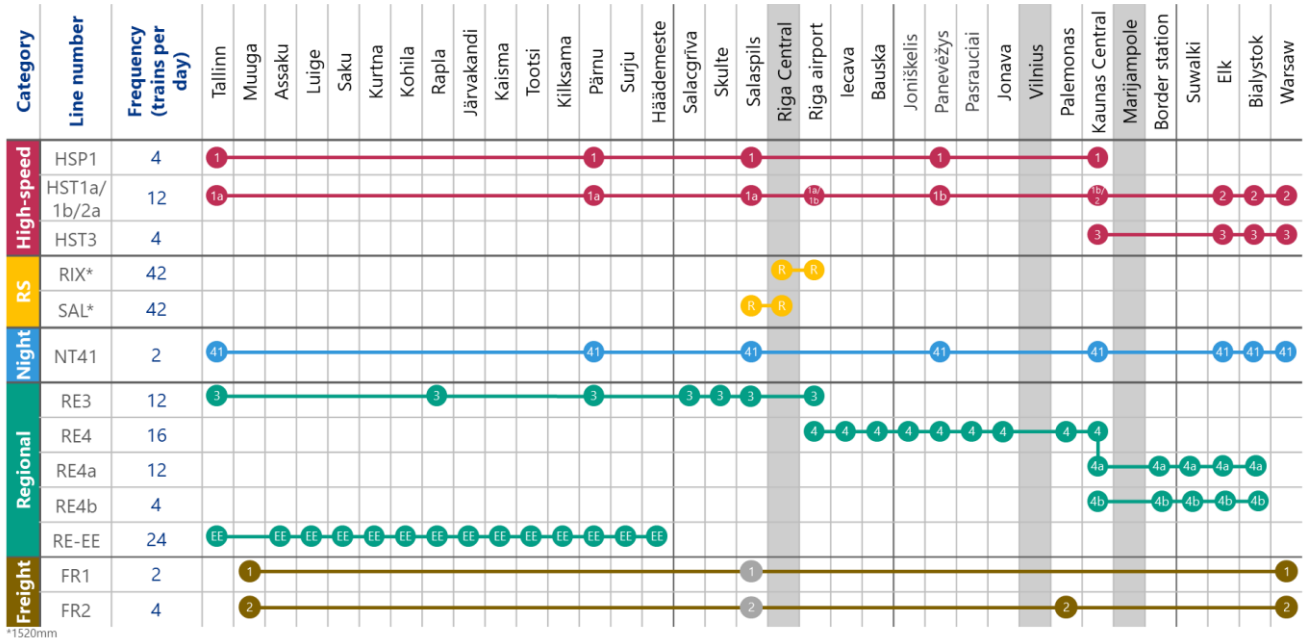 Category
Line number
Frequency
(trains per
day)
Tallinn
Muuga
Assaku
Luige
Saku
Kurtna
Kohila
Rapla
Järvakandi
Kaisma
Tootsi
Kilksama
Pärnu
Surju
Häädemeste
Salacgrīva
Skulte
Salaspils
Riga Central
Riga airport
Iecava
Bauska
Joniškelis
Panevėžys
Pasrauciai
Jonava
Vilnius
Palemonas
Kaunas Central
Marijampole
Border station
Suwalki
Elk
Bialystok
Warsaw
High-speed
HSP1 4 1 1 1 1 1
HST1a/
1b/2a
12 1a 1a 1a 1a/
1b 1b 1b/
2 2 2 2
HST3 4 3 3 3 3
RS
RIX* 42 R R
SAL* 42 R R
Night
NT41 2 41 41 41 41 41 41 41 41
Regional
RE3 12 3 3 3 3 3 3 3
RE4 16 4 4 4 4 4 4 4 4 4
RE4a 12 4a 4a 4a 4a 4a
RE4b 4 4b 4b 4b 4b 4b
RE-EE 24 EE EE EE EE EE EE EE EE EE EE EE EE EE EE
Freight
FR1 2 1 1 1
FR2 4 2 2 2 2
*1520mm